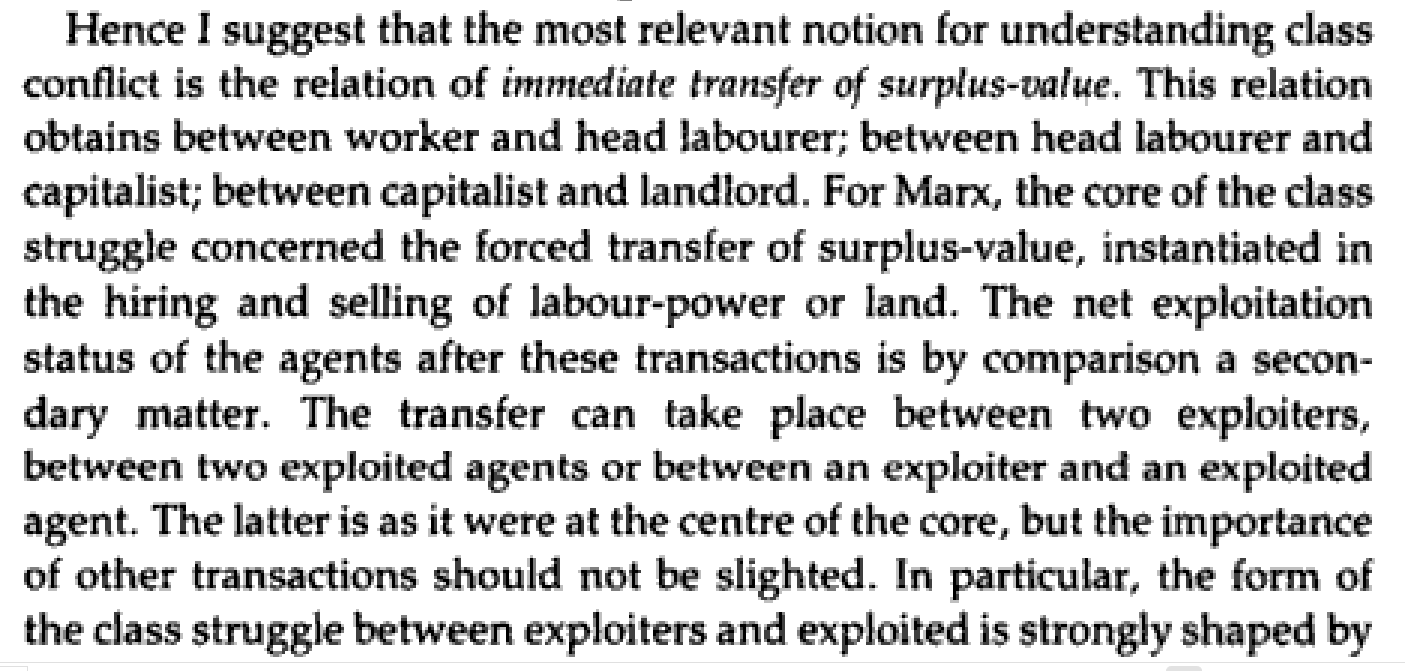 Hence I suggest that the most relevant notion for understanding class
conflict is the relation of immediate transfer of surplus-value. This relation
obtains between worker and head labourer; between head labourer and
capitalist; between capitalist and landlord. For Marx, the core of the class
struggle concerned the forced transfer of surplus-value, instantiated in
the hiring and selling of labour-power or land. The net exploitation
status of the agents after these transactions is by comparison a secon-
dary matter. The transfer can take place between two exploiters,
between two exploited agents or between an exploiter and an exploited
agent. The latter is as it were at the centre of the core, but the importance
of other transactions should not be slighted. In particular, the form of
the class struggle between exploiters and exploited is strongly shaped by